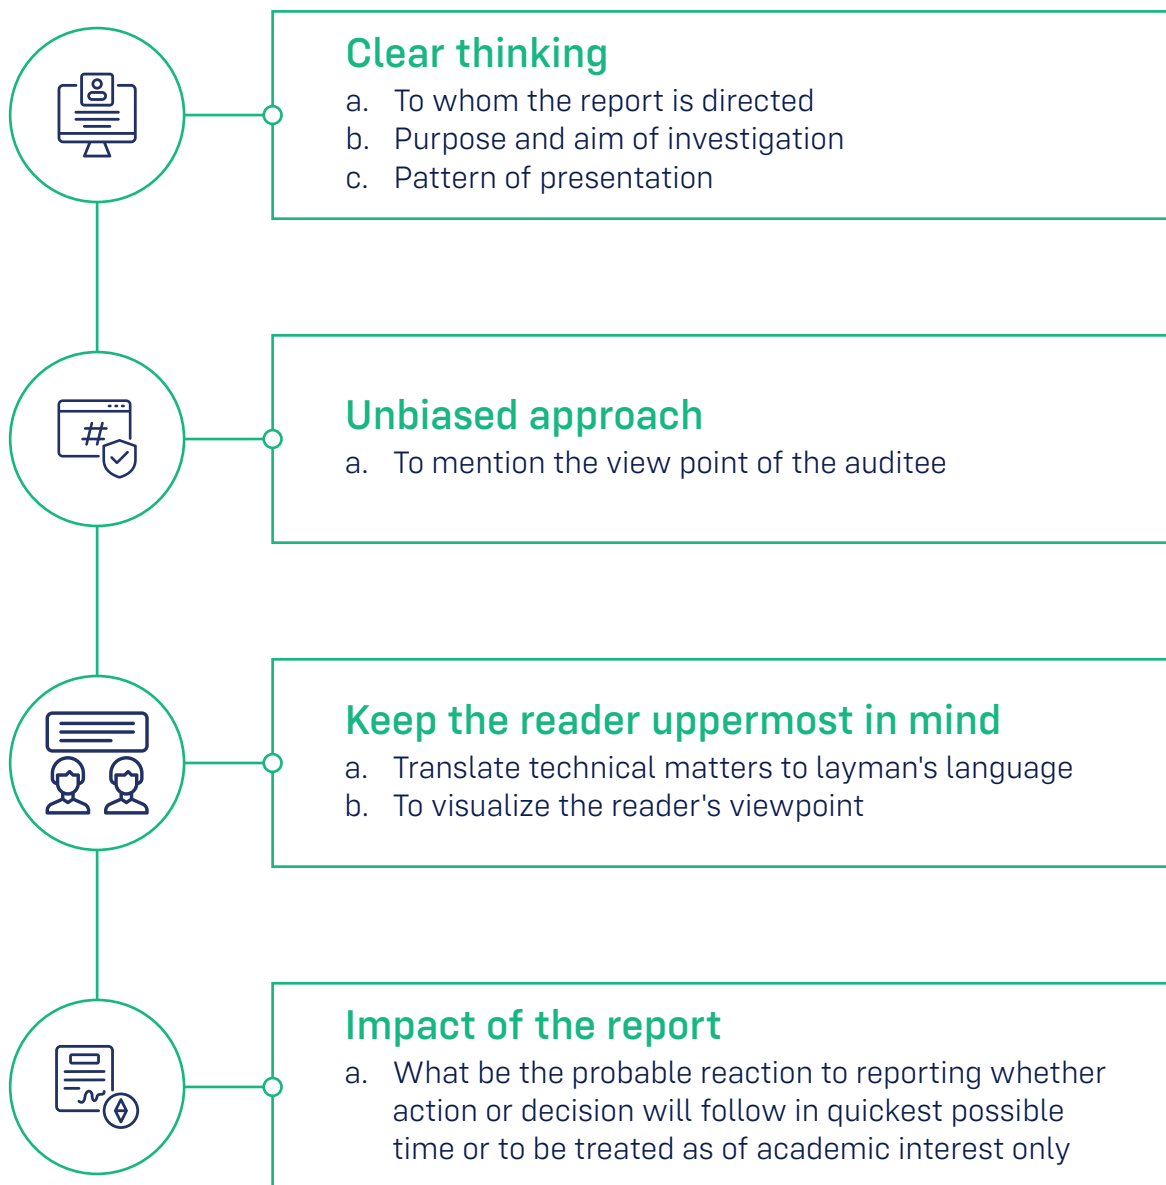 Clear thinking
a. To whom the report is directed
b. Purpose and aim of investigation
c. Pattern of presentation
#
Unbiased approach
a. To mention the view point of the auditee
Keep the reader uppermost in mind
a. Translate technical matters to layman's language
b. To visualize the reader's viewpoint
Impact of the report
a. What be the probable reaction to reporting whether
action or decision will follow in quickest possible
time or to be treated as of academic interest only